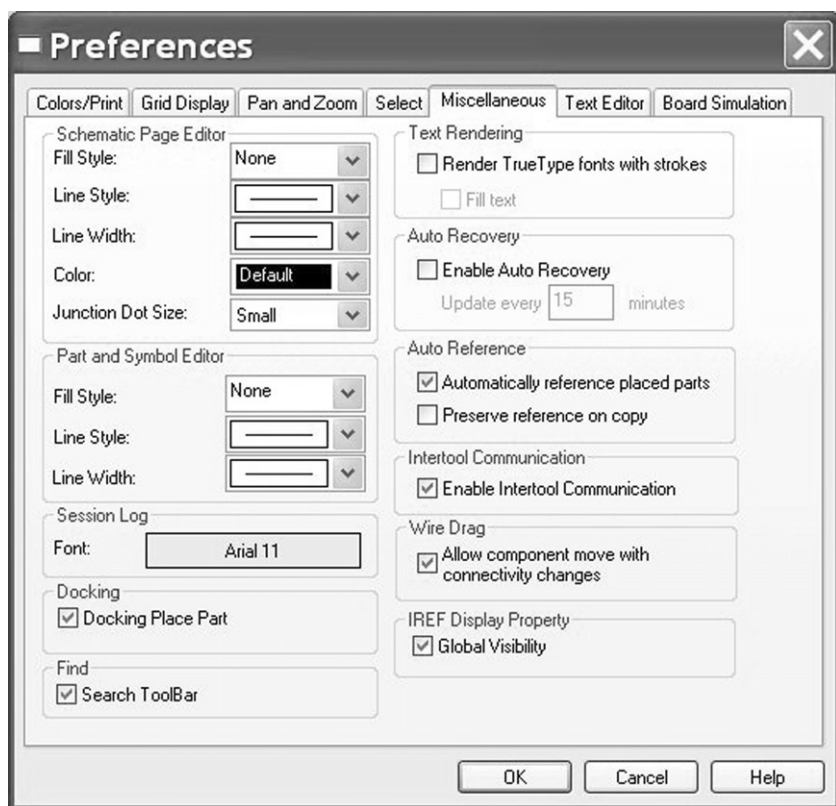 Preferences
Colors/Print Grid Display Pan and Zoom Select Miscellaneous Text Editor Board Simulation
Schematic Page Editor
Fill Style: None
Line Style:
Line Width:
Color: Default
Junction Dot Size: Small
Part and Symbol Editor
Fill Style: None
Line Style:
Line Width:
Session Log
Font: Arial 11
Docking
Docking Place Part
Find
Search ToolBar
Text Rendering
Render TrueType fonts with strokes
Fill text
Auto Recovery
Enable Auto Recovery
Update every 15 minutes
Auto Reference
Automatically reference placed parts
Preserve reference on copy
Intertool Communication
Enable Intertool Communication
Wire Drag
Allow component move with
connectivity changes
IREF Display Property
Global Visibility
OK Cancel Help